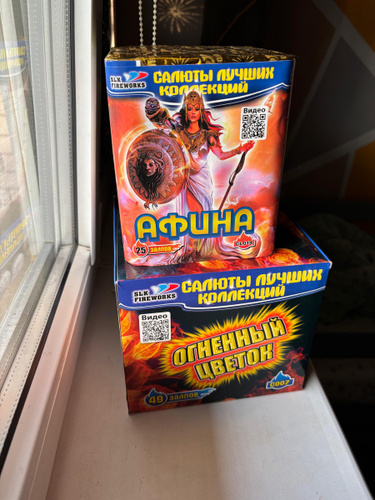 SLK
FIREWORKS
САЛЮТЫ ЛУЧШИХ
КОЛЛЕКЦИЙ
Видео
АФИНА
25 ЗАЛПОВ
SLK
FIREWORKS
САЛЮТЫ ЛУЧШИХ
КОЛЛЕКЦИЙ
Видео
ОГНЕННЫЙ
ЦВЕТОК
49 ЗАЛПОВ